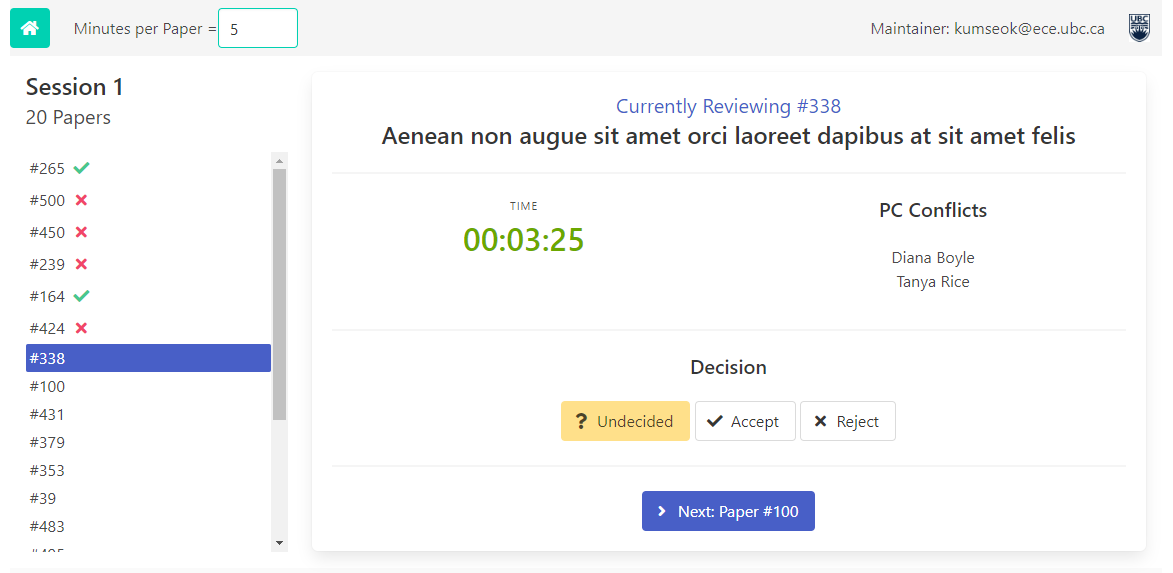 Minutes per Paper = 5
Maintainer: kumseok@ece.ubc.ca
UBC
Session 1
20 Papers
#265
#500
#450
#239
#164
#424
#338
#100
#431
#379
#353
#39
#483
Currently Reviewing #338
Aenean non augue sit amet orci laoreet dapibus at sit amet felis
TIME
00:03:25
PC Conflicts
Diana Boyle
Tanya Rice
Decision
? Undecided
Accept
Reject
Next: Paper #100